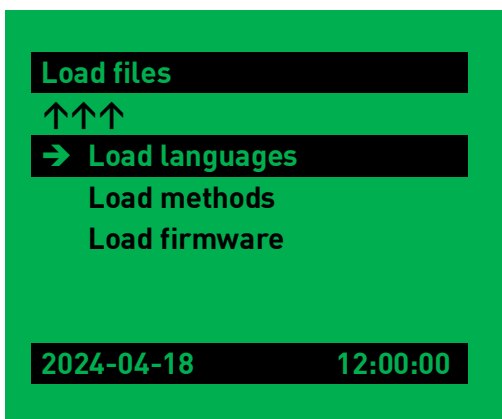 Load files
↑↑↑
→ Load languages
Load methods
Load firmware
2024-04-18 12:00:00